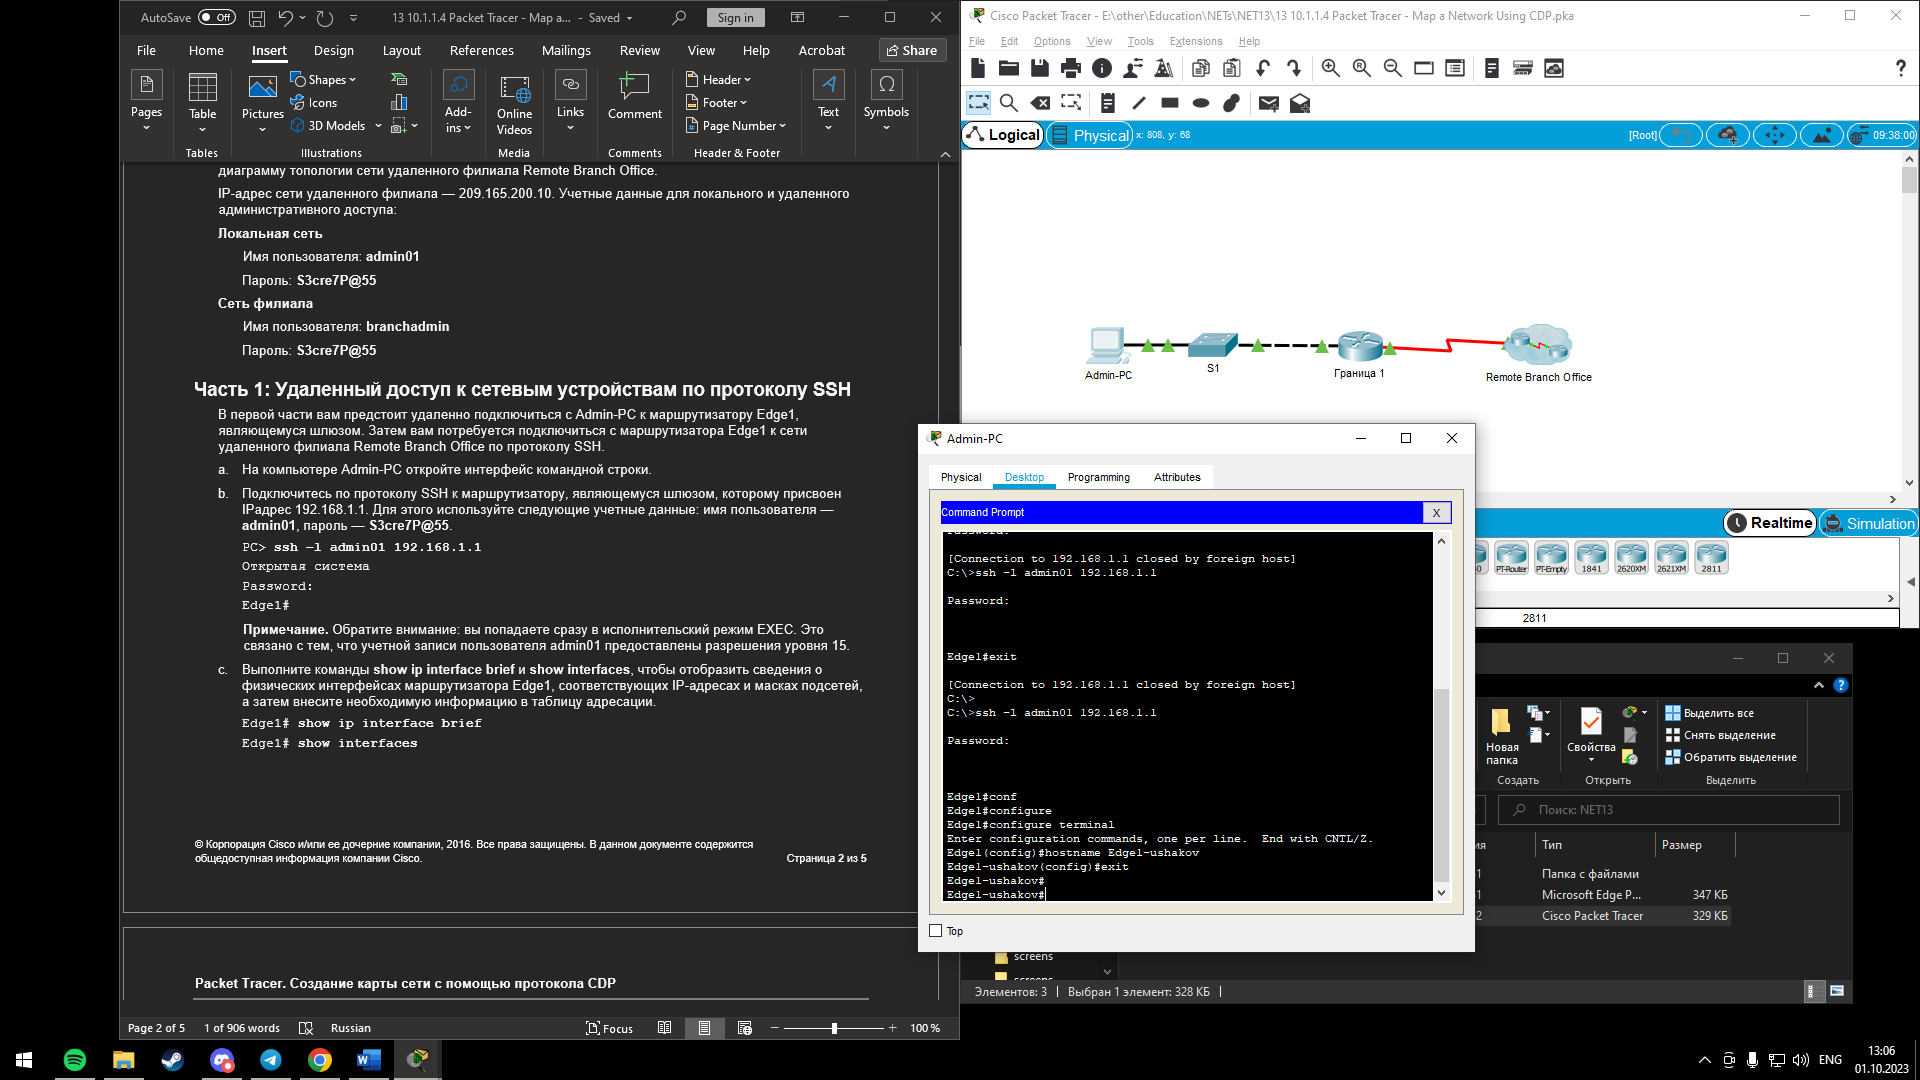 AutoSave Off 13 10.1.1.4 Packet Tracer - Map a... - Saved Sign in
File Home Insert Design Layout References Mailings Review View Help Acrobat Share
Pages
Table
Tables
Pictures
Shapes
Icons
3D Models
Illustrations
Add-ins
Online Videos
Media
Links
Comment
Comments
Header
Footer
Page Number
Header & Footer
Text
Symbols
диаграмму топологии сети удаленного филиала Remote Branch Office.
IP-адрес сети удаленного филиала — 209.165.200.10. Учетные данные для локального и удаленного
административного доступа:
Локальная сеть
Имя пользователя: admin01
Пароль: S3cre7P@55
Сеть филиала
Имя пользователя: branchadmin
Пароль: S3cre7P@55
Часть 1: Удаленный доступ к сетевым устройствам по протоколу SSH
В первой части вам предстоит удаленно подключиться с Admin-PC к маршрутизатору Edge1,
являющемуся шлюзом. Затем вам потребуется подключиться с маршрутизатора Edge1 к сети
удаленного филиала Remote Branch Office по протоколу SSH.
a. На компьютере Admin-PC откройте интерфейс командной строки.
b. Подключитесь по протоколу SSH к маршрутизатору, являющемуся шлюзом, которому присвоен
IPадрес 192.168.1.1. Для этого используйте следующие учетные данные: имя пользователя —
admin01, пароль — S3cre7P@55.
PC> ssh –l admin01 192.168.1.1
Открытая система
Password:
Edge1#
Примечание. Обратите внимание: вы попадаете сразу в исполнительский режим EXEC. Это
связано с тем, что учетной записи пользователя admin01 предоставлены разрешения уровня 15.
c. Выполните команды show ip interface brief и show interfaces, чтобы отобразить сведения о
физических интерфейсах маршрутизатора Edge1, соответствующих IP-адресах и масках подсетей,
а затем внесите необходимую информацию в таблицу адресации.
Edge1# show ip interface brief
Edge1# show interfaces
© Корпорация Cisco и/или ее дочерние компании, 2016. Все права защищены. В данном документе содержится
общедоступная информация компании Cisco. Страница 2 из 5
Packet Tracer. Создание карты сети с помощью протокола CDP
Page 2 of 5 1 of 906 words Russian Focus 100 %
Cisco Packet Tracer - E:\other\Education\NETs\NET13\13 10.1.1.4 Packet Tracer - Map a Network Using CDP.pka
File Edit Options View Tools Extensions Help
Logical Physical x: 808, y: 68 [Root] 09:38:00
Admin-PC
S1
Граница 1
Remote Branch Office
Realtime Simulation
PT-Router PT-Empty 1841 2620XM 2621XM 2811
2811
Admin-PC
Physical Desktop Programming Attributes
Command Prompt X
Password:
[Connection to 192.168.1.1 closed by foreign host]
C:\>ssh -l admin01 192.168.1.1
Password:
Edge1#exit
[Connection to 192.168.1.1 closed by foreign host]
C:\>
C:\>ssh -l admin01 192.168.1.1
Password:
Edge1#conf
Edge1#configure
Edge1#configure terminal
Enter configuration commands, one per line. End with CNTL/Z.
Edge1(config)#hostname Edge1-ushakov
Edge1-ushakov(config)#exit
Edge1-ushakov#
Edge1-ushakov#
Top
Новая папка
Создать
Свойства
Открыть
Выделить все
Снять выделение
Обратить выделение
Выделить
Поиск: NET13
Тип Размер
Папка с файлами
Microsoft Edge P... 347 КБ
Cisco Packet Tracer 329 КБ
screens
screens
Элементов: 3 Выбран 1 элемент: 328 КБ
ENG
13:06
01.10.2023